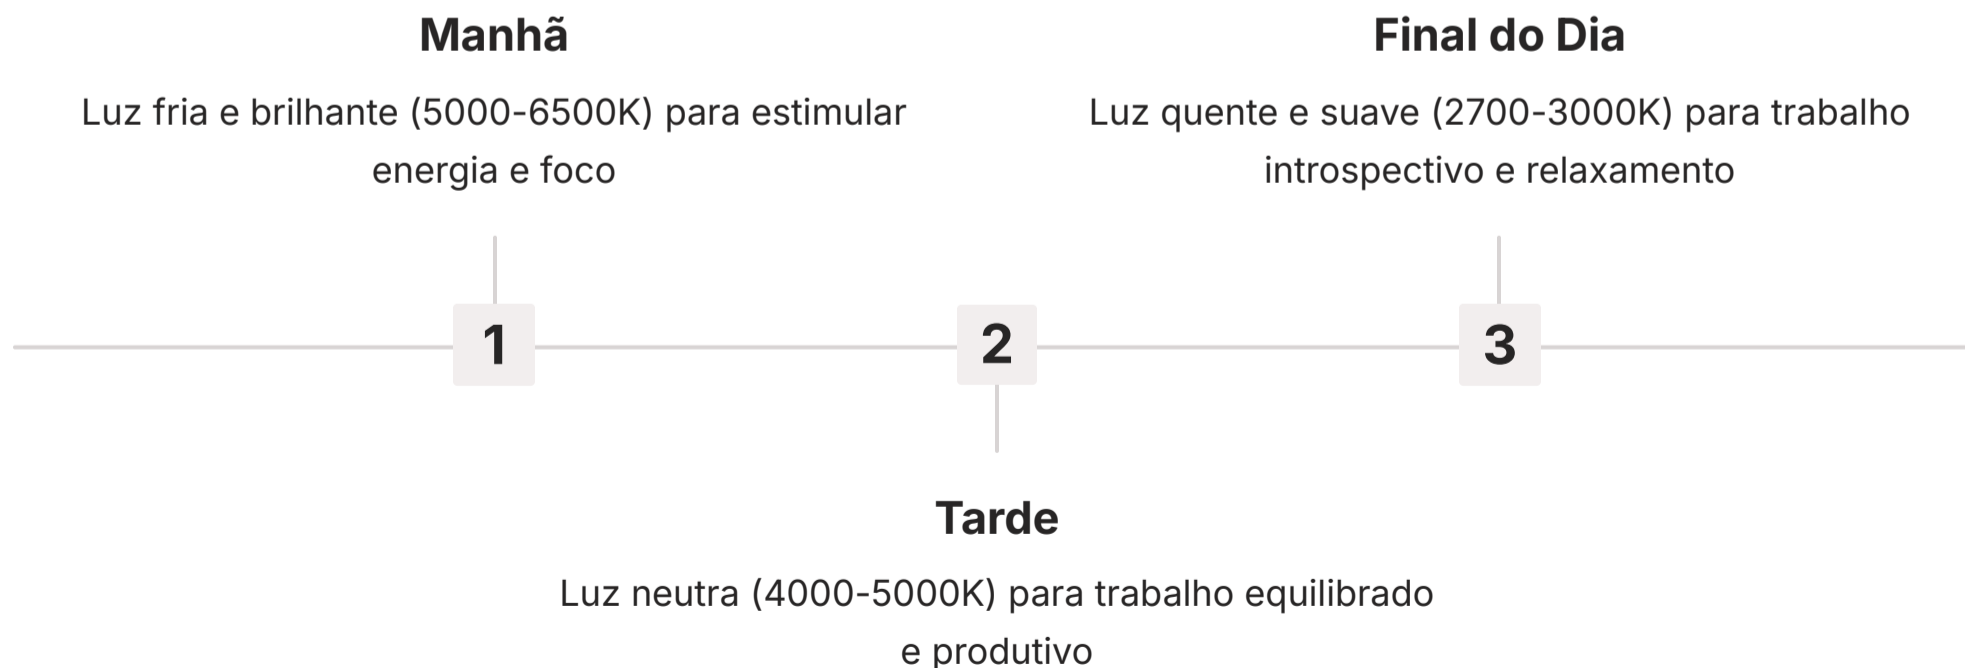 Manhã
Luz fria e brilhante (5000-6500K) para estimular
energia e foco
Final do Dia
Luz quente e suave (2700-3000K) para trabalho
introspectivo e relaxamento
1
2
3
Tarde
Luz neutra (4000-5000K) para trabalho equilibrado
e produtivo